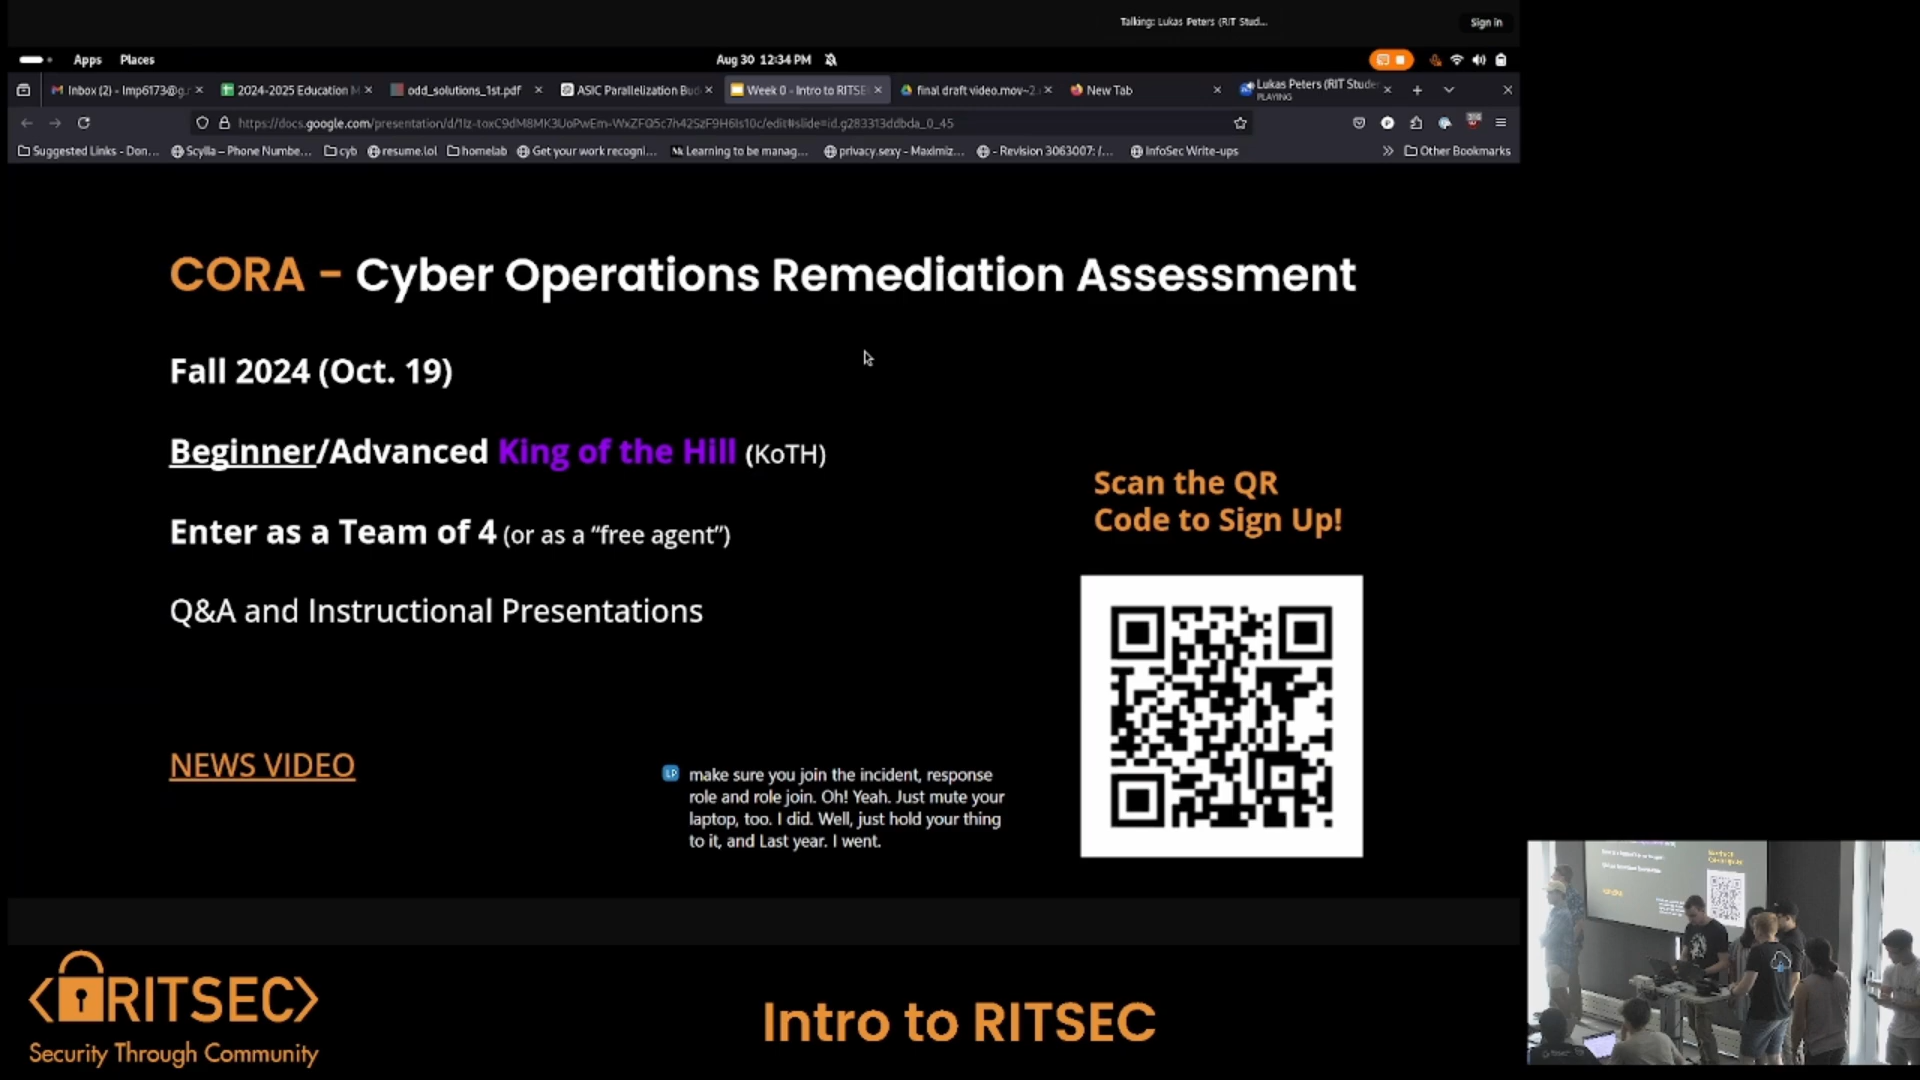 Talking: Lukas Peters (RIT Stud...
Sign in
Apps Places
Aug 30 12:34 PM
Inbox (2) - lmp6173@g.r
2024-2025 Education M
odd_solutions_1st.pdf
ASIC Parallelization Bud
Week 0 - Intro to RITSE
final draft video.mov~2.
New Tab
Lukas Peters (RIT Stude
PLAYING
Suggested Links - Don...
Scylla – Phone Numbe...
cyb
resume.lol
homelab
Get your work recogni...
Learning to be manag...
privacy.sexy — Maximiz...
- Revision 3063007: /...
InfoSec Write-ups
Other Bookmarks
CORA - Cyber Operations Remediation Assessment
Fall 2024 (Oct. 19)
Beginner/Advanced King of the Hill (KoTH)
Enter as a Team of 4 (or as a “free agent”)
Q&A and Instructional Presentations
Scan the QR
Code to Sign Up!
NEWS VIDEO
LP
make sure you join the incident, response
role and role join. Oh! Yeah. Just mute your
laptop, too. I did. Well, just hold your thing
to it, and Last year. I went.
<RITSEC>
Security Through Community
Intro to RITSEC